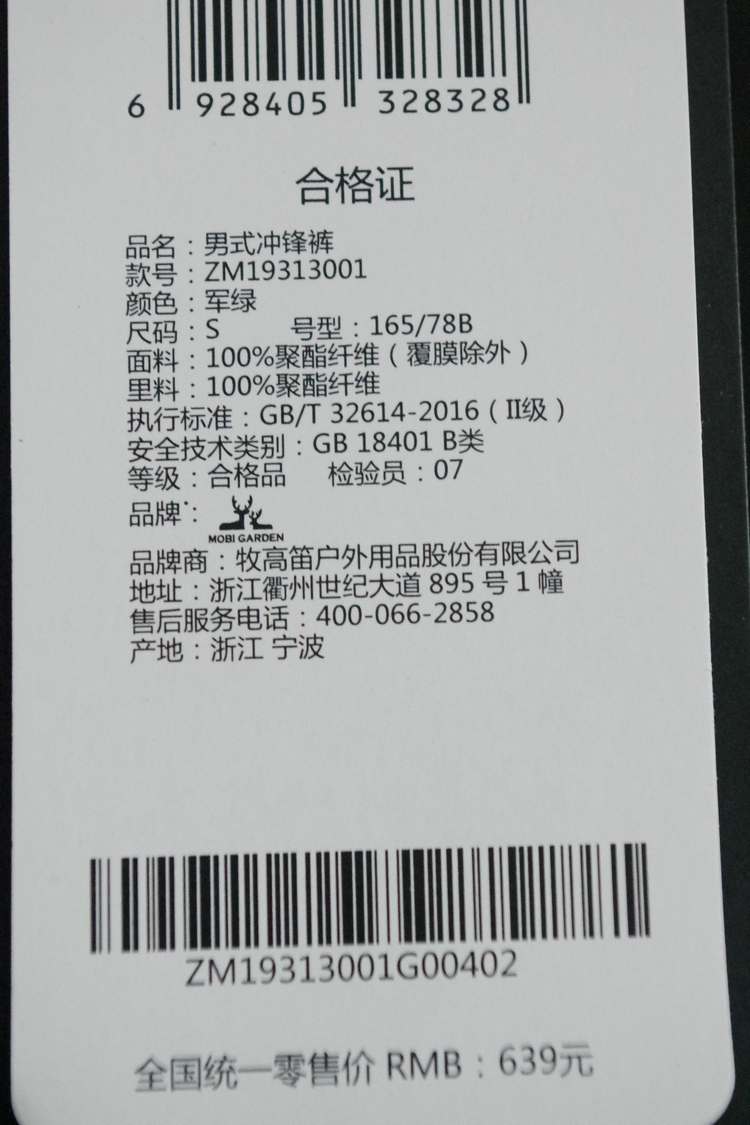 6 928405 328328
合格证
品名：男式冲锋裤
款号：ZM19313001
颜色：军绿
尺码：S 号型：165/78B
面料：100%聚酯纤维（覆膜除外）
里料：100%聚酯纤维
执行标准：GB/T 32614-2016（II级）
安全技术类别：GB 18401 B类
等级：合格品 检验员：07
品牌：
MOBI GARDEN
品牌商：牧高笛户外用品股份有限公司
地址：浙江衢州世纪大道 895 号 1 幢
售后服务电话：400-066-2858
产地：浙江 宁波
ZM19313001G00402
全国统一零售价 RMB：639元